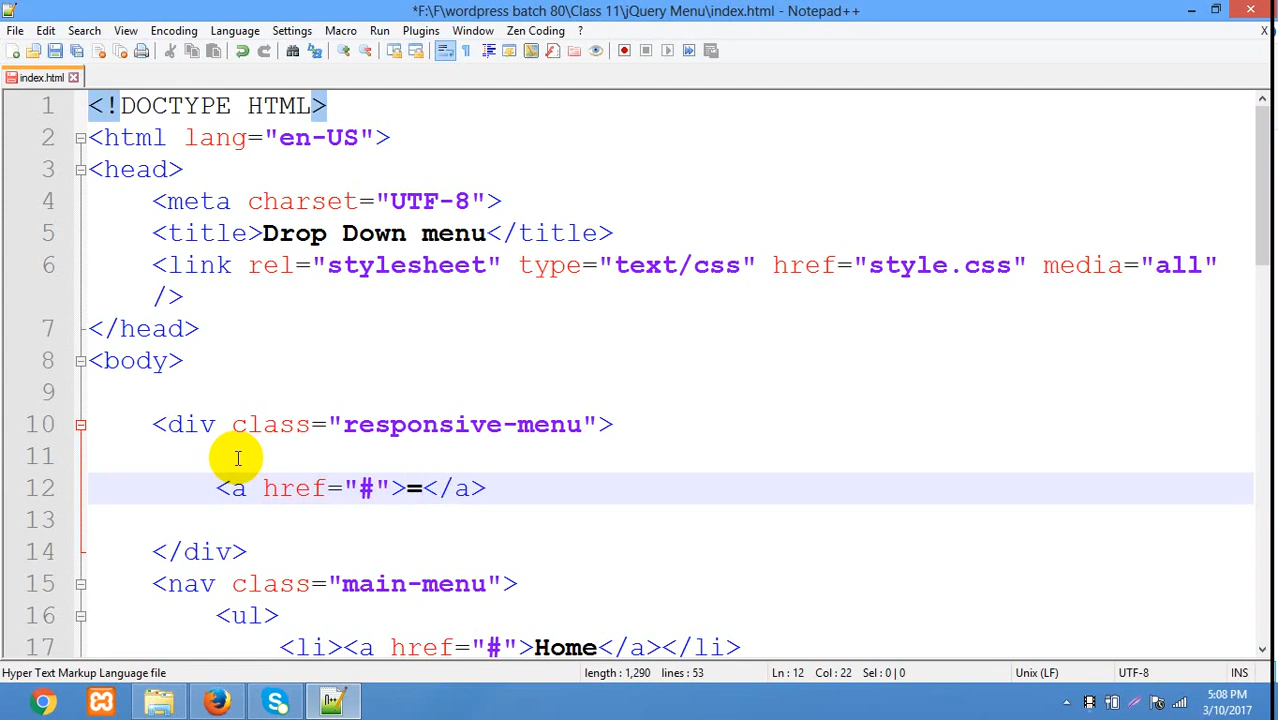 *F:\F\wordpress batch 80\Class 11\jQuery Menu\index.html - Notepad++
File Edit Search View Encoding Language Settings Macro Run Plugins Window Zen Coding ? X
index.html
1 <!DOCTYPE HTML>
2 <html lang="en-US">
3 <head>
4 <meta charset="UTF-8">
5 <title>Drop Down menu</title>
6 <link rel="stylesheet" type="text/css" href="style.css" media="all"
/>
7 </head>
8 <body>
9
10 <div class="responsive-menu">
11
12 <a href="#">=</a>
13
14 </div>
15 <nav class="main-menu">
16 <ul>
17 <li><a href="#">Home</a></li>
Hyper Text Markup Language file length : 1,290 lines : 53 Ln : 12 Col : 22 Sel : 0 | 0 Unix (LF) UTF-8 INS
5:08 PM
3/10/2017